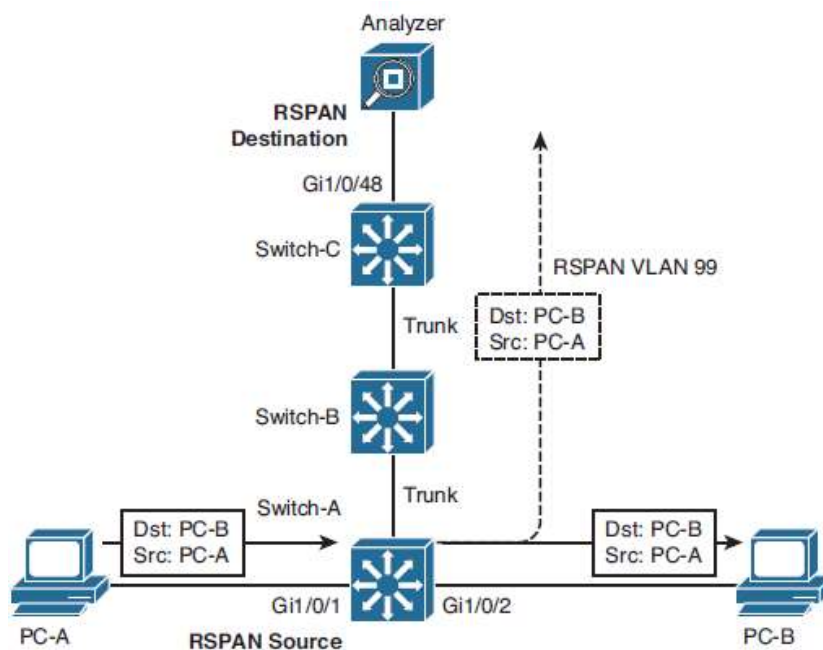 Analyzer
RSPAN
Destination
Gi1/0/48
Switch-C
RSPAN VLAN 99
Trunk
Dst: PC-B
Src: PC-A
Switch-B
Trunk
Switch-A
Dst: PC-B
Src: PC-A
Dst: PC-B
Src: PC-A
Gi1/0/1
Gi1/0/2
PC-A
RSPAN Source
PC-B